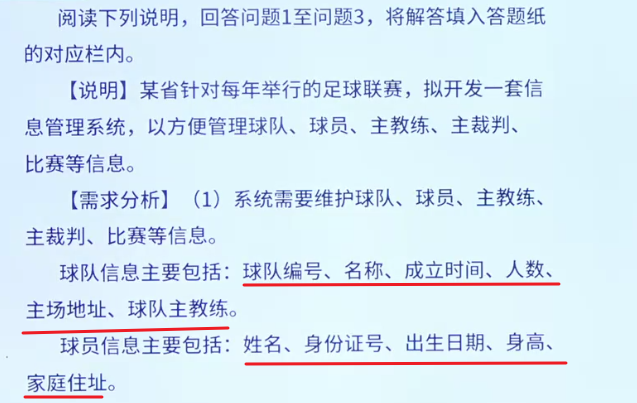 阅读下列说明，回答问题1至问题3，将解答填入答题纸
的对应栏内。
【说明】某省针对每年举行的足球联赛，拟开发一套信
息管理系统，以方便管理球队、球员、主教练、主裁判、
比赛等信息。
【需求分析】（1）系统需要维护球队、球员、主教练、
主裁判、比赛等信息。
球队信息主要包括：球队编号、名称、成立时间、人数、
主场地址、球队主教练。
球员信息主要包括：姓名、身份证号、出生日期、身高、
家庭住址。